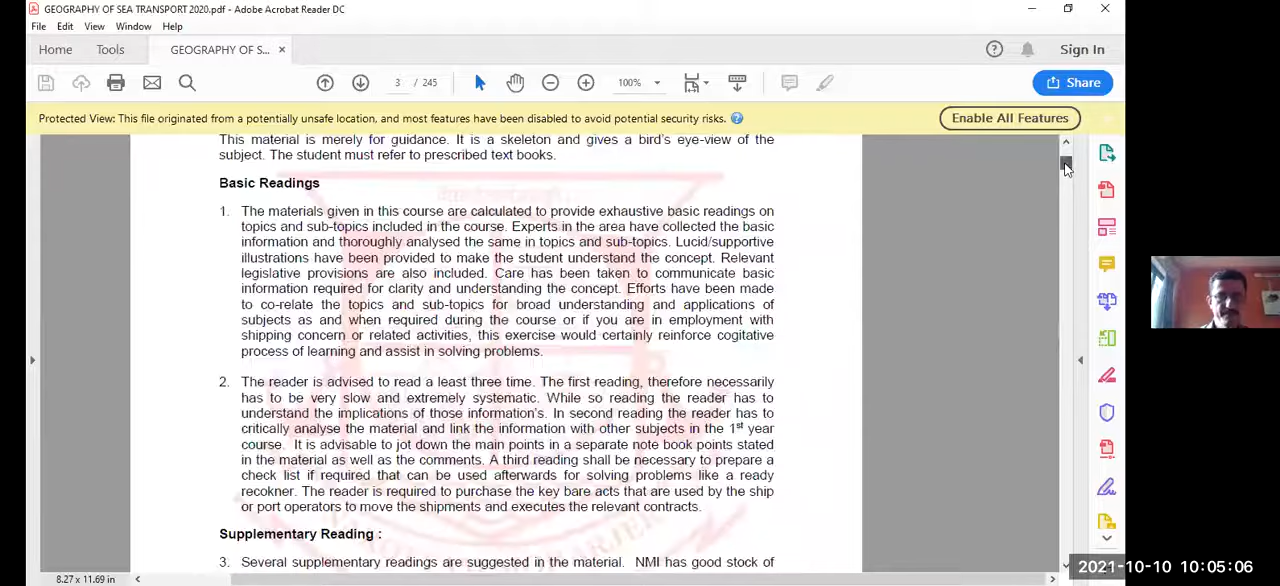 GEOGRAPHY OF SEA TRANSPORT 2020.pdf - Adobe Acrobat Reader DC
File Edit View Window Help
Home Tools GEOGRAPHY OF S... × Sign In
3 / 245 100% Share
Protected View: This file originated from a potentially unsafe location, and most features have been disabled to avoid potential security risks. Enable All Features
This material is merely for guidance. It is a skeleton and gives a bird's eye-view of the
subject. The student must refer to prescribed text books.
Basic Readings
1. The materials given in this course are calculated to provide exhaustive basic readings on
topics and sub-topics included in the course. Experts in the area have collected the basic
information and thoroughly analysed the same in topics and sub-topics. Lucid/supportive
illustrations have been provided to make the student understand the concept. Relevant
legislative provisions are also included. Care has been taken to communicate basic
information required for clarity and understanding the concept. Efforts have been made
to co-relate the topics and sub-topics for broad understanding and applications of
subjects as and when required during the course or if you are in employment with
shipping concern or related activities, this exercise would certainly reinforce cogitative
process of learning and assist in solving problems.
2. The reader is advised to read a least three time. The first reading, therefore necessarily
has to be very slow and extremely systematic. While so reading the reader has to
understand the implications of those information's. In second reading the reader has to
critically analyse the material and link the information with other subjects in the 1st year
course. It is advisable to jot down the main points in a separate note book points stated
in the material as well as the comments. A third reading shall be necessary to prepare a
check list if required that can be used afterwards for solving problems like a ready
recokner. The reader is required to purchase the key bare acts that are used by the ship
or port operators to move the shipments and executes the relevant contracts.
Supplementary Reading :
3. Several supplementary readings are suggested in the material. NMI has good stock of
8.27 x 11.69 in
2021-10-10 10:05:06